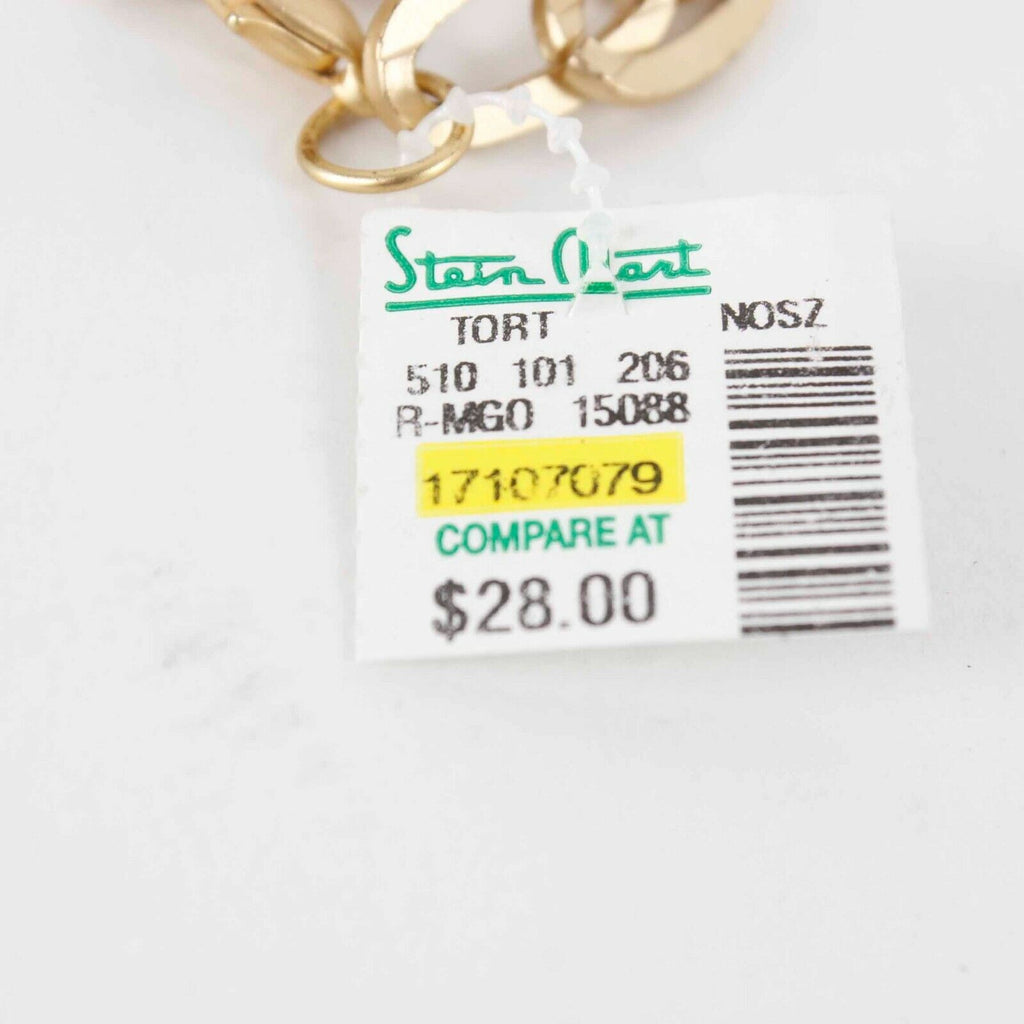 Stein Mart
TORT NOSZ
510 101 206
R-MGO 15088
17107079
COMPARE AT
$28.00